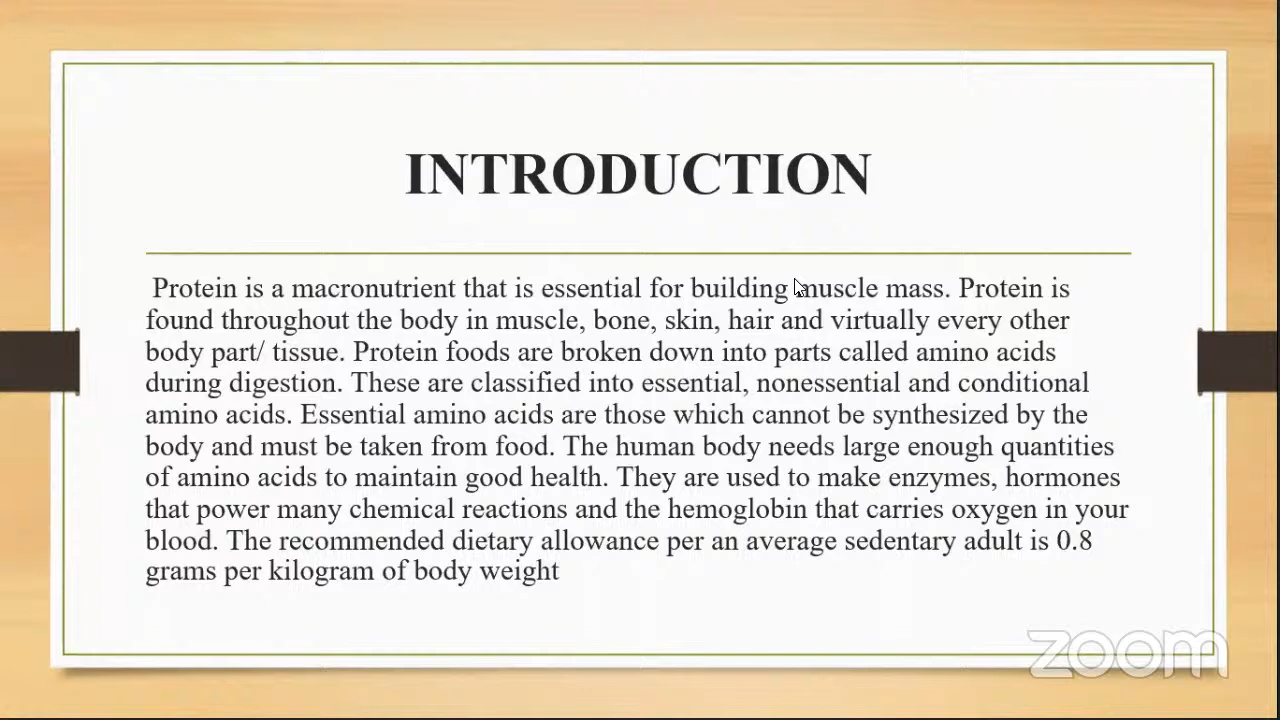 INTRODUCTION
Protein is a macronutrient that is essential for building muscle mass. Protein is
found throughout the body in muscle, bone, skin, hair and virtually every other
body part/ tissue. Protein foods are broken down into parts called amino acids
during digestion. These are classified into essential, nonessential and conditional
amino acids. Essential amino acids are those which cannot be synthesized by the
body and must be taken from food. The human body needs large enough quantities
of amino acids to maintain good health. They are used to make enzymes, hormones
that power many chemical reactions and the hemoglobin that carries oxygen in your
blood. The recommended dietary allowance per an average sedentary adult is 0.8
grams per kilogram of body weight
zoom